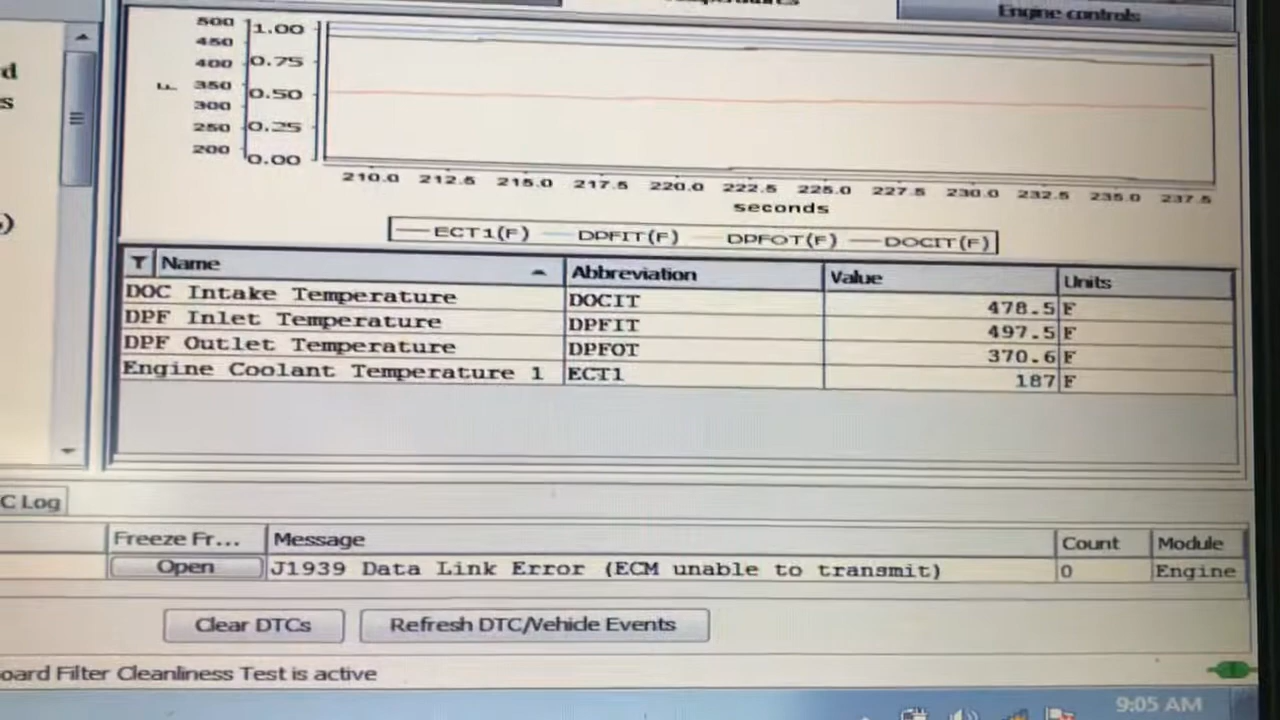 Engine controls
500
450
400
350
300
250
200
F
1.00
0.75
0.50
0.25
0.00
210.0 212.5 215.0 217.5 220.0 222.5 225.0 227.5 230.0 232.5 235.0 237.5
seconds
ECT1(F) DPFIT(F) DPFOT(F) DOCIT(F)
Name Abbreviation Value Units
DOC Intake Temperature DOCIT 478.5 F
DPF Inlet Temperature DPFIT 497.5 F
DPF Outlet Temperature DPFOT 370.6 F
Engine Coolant Temperature 1 ECT1 187 F
d
s
)
C Log
Freeze Fr... Message Count Module
Open J1939 Data Link Error (ECM unable to transmit) 0 Engine
Clear DTCs Refresh DTC/Vehicle Events
oard Filter Cleanliness Test is active
9:05 AM